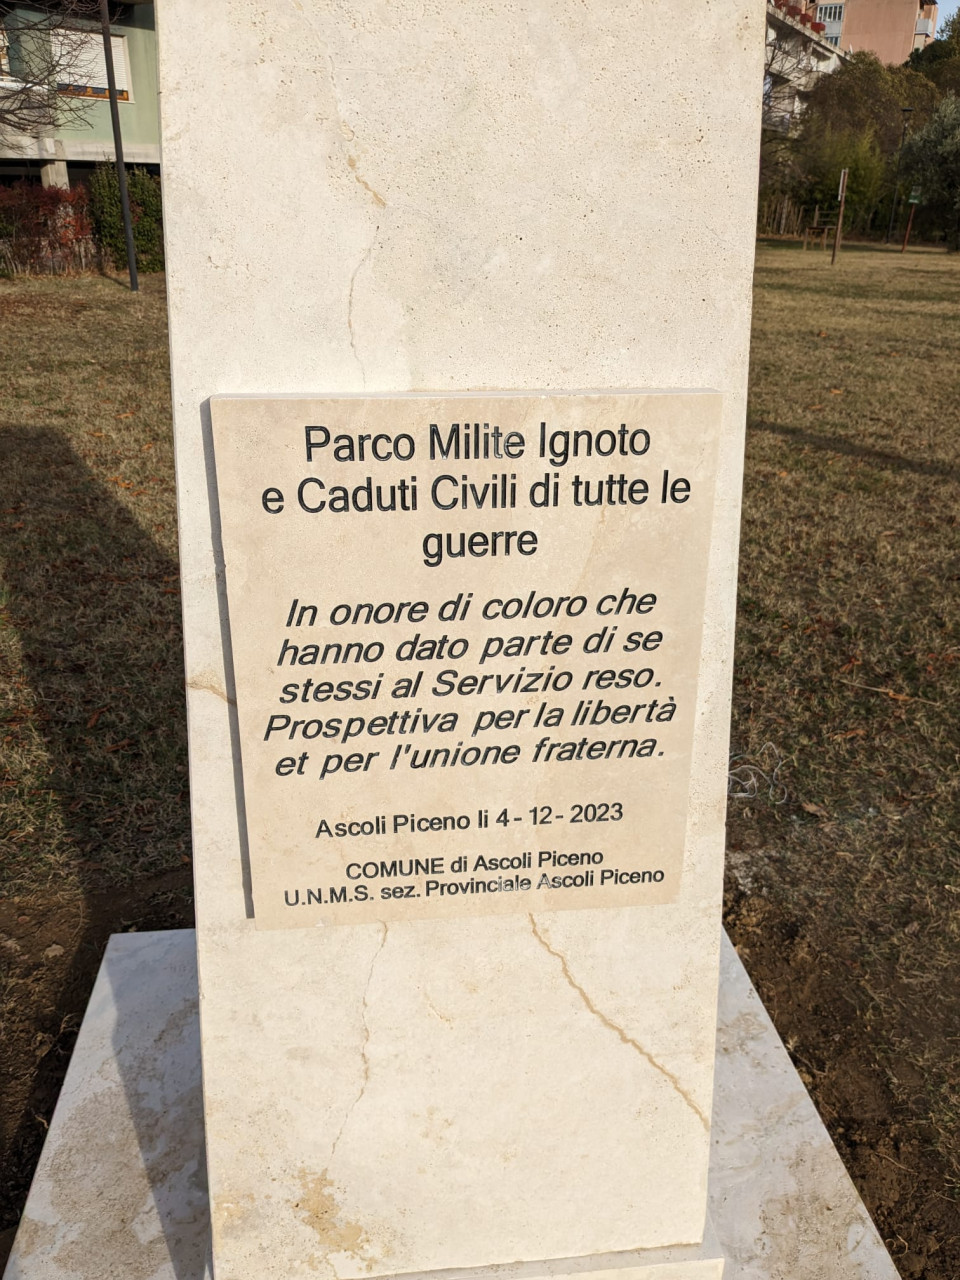 Parco Milite Ignoto
e Caduti Civili di tutte le
guerre
In onore di coloro che
hanno dato parte di se
stessi al Servizio reso.
Prospettiva per la libertà
et per l'unione fraterna.
Ascoli Piceno li 4-12-2023
COMUNE di Ascoli Piceno
U.N.M.S. sez. Provinciale Ascoli Piceno